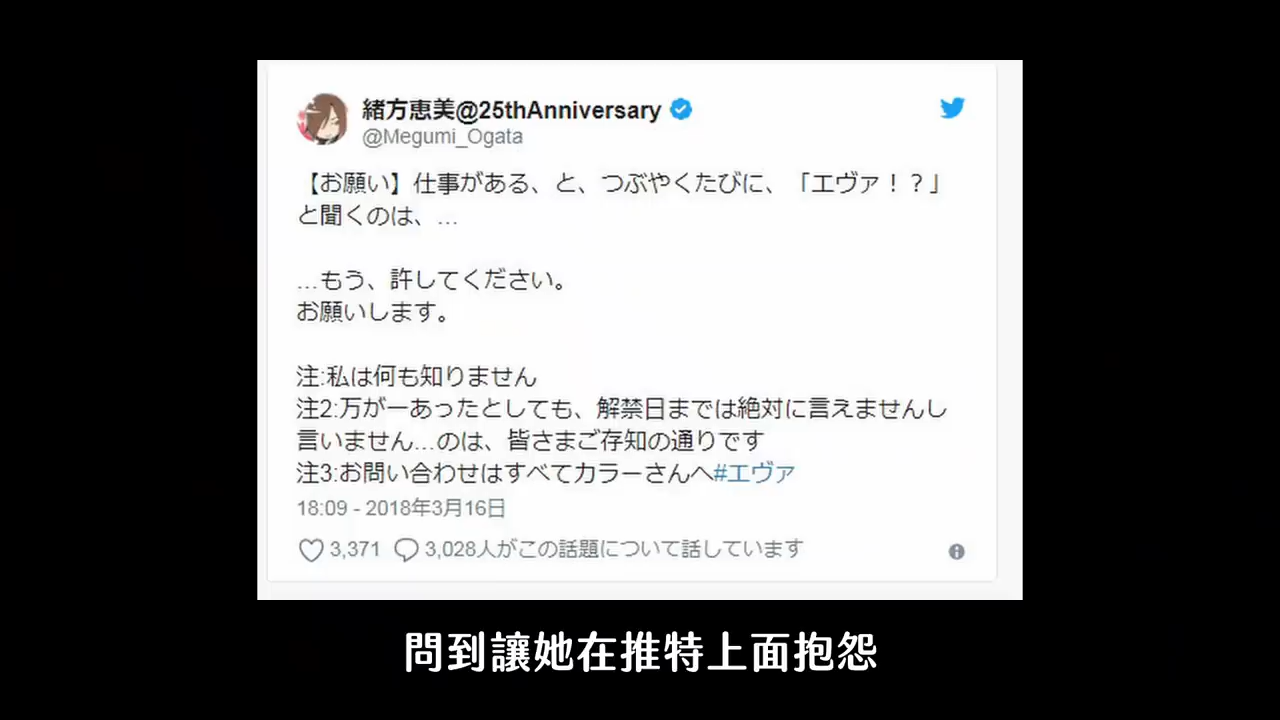 緒方恵美@25thAnniversary
@Megumi_Ogata
【お願い】仕事がある、と、つぶやくたびに、「エヴァ！？」
と聞くのは、…
…もう、許してください。
お願いします。
注:私は何も知りません
注2:万が一あったとしても、解禁日までは絶対に言えませんし
言いません…のは、皆さまご存知の通りです
注3:お問い合わせはすべてカラーさんへ#エヴァ
18:09 - 2018年3月16日
3,371 3,028人がこの話題について話しています
問到讓她在推特上面抱怨